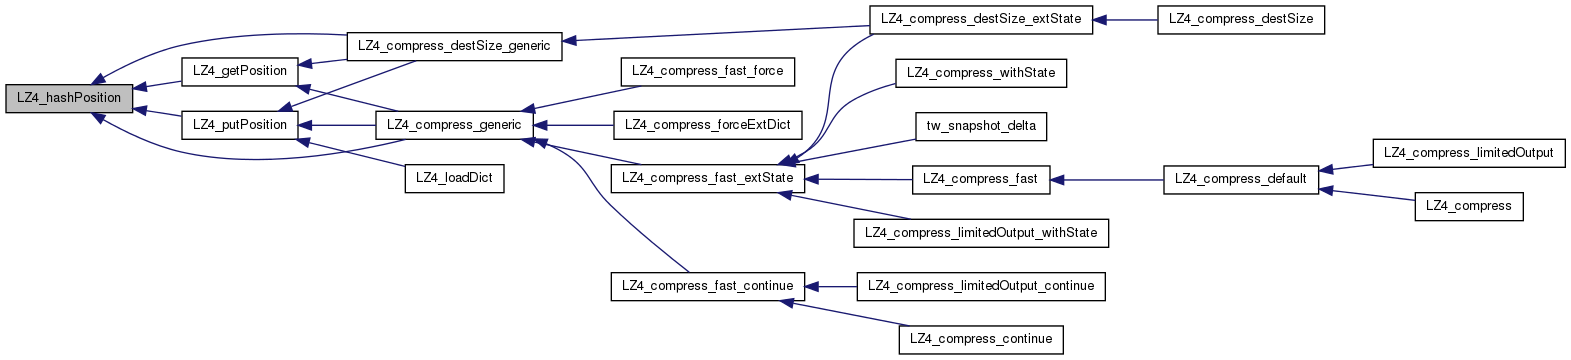 LZ4_hashPosition
LZ4_getPosition
LZ4_putPosition
LZ4_compress_destSize_generic
LZ4_compress_generic
LZ4_loadDict
LZ4_compress_fast_force
LZ4_compress_forceExtDict
LZ4_compress_fast_extState
LZ4_compress_fast_continue
LZ4_compress_destSize_extState
LZ4_compress_withState
tw_snapshot_delta
LZ4_compress_fast
LZ4_compress_limitedOutput_withState
LZ4_compress_limitedOutput_continue
LZ4_compress_continue
LZ4_compress_destSize
LZ4_compress_default
LZ4_compress_limitedOutput
LZ4_compress